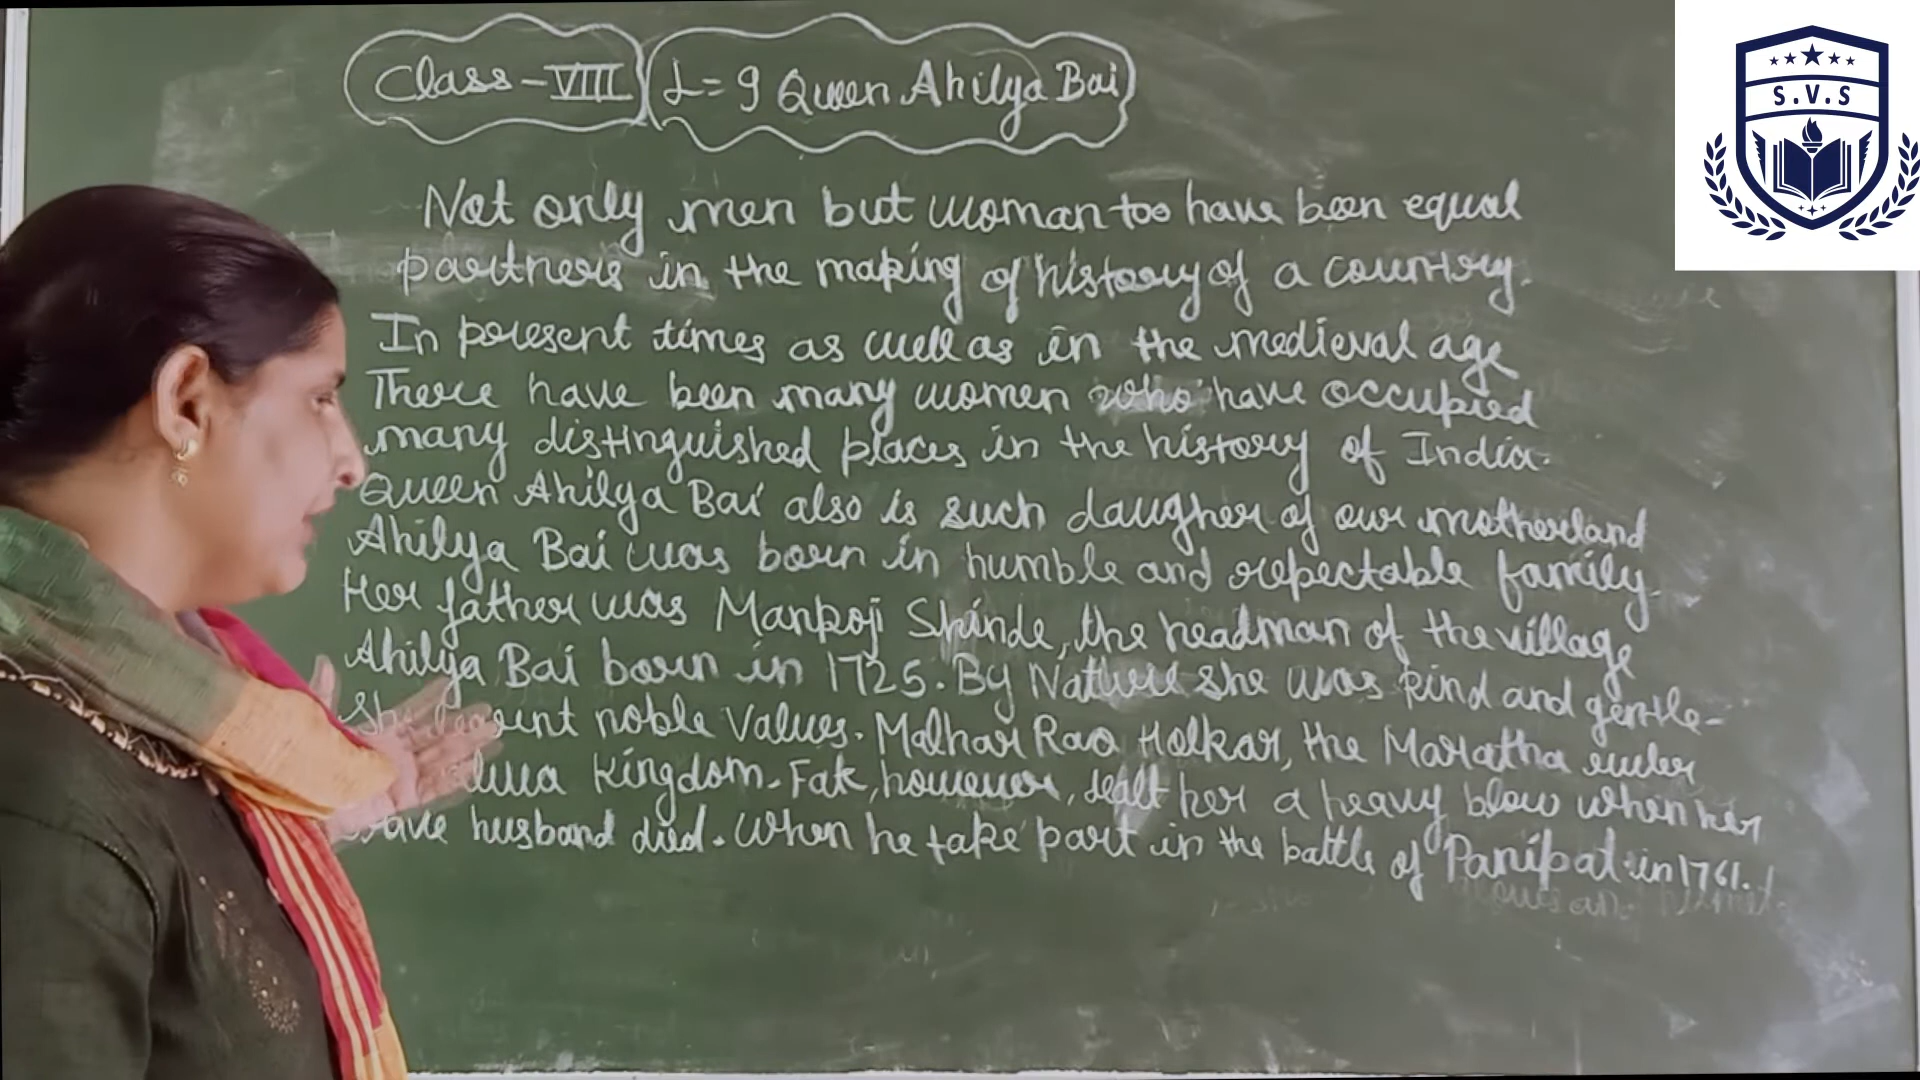 Class - VIII L = 9 Queen Ahilya Bai
S.V.S
Not only men but woman too have been equal
partners in the making of history of a country.
In present times as well as in the medieval age
There have been many women who have occupied
many distinguished places in the history of India.
Queen Ahilya Bai also is such daugher of our motherland
Ahilya Bai was born in humble and repectable family.
Her father was Mankoji Shinde, the headman of the village
Ahilya Bai born in 1725. By Nature she was kind and gentle-
She noble Values. Malhar Rao Holkar, the Maratha ruler
Kingdom. Fate, however, dealt her a heavy blow when her
husband died. When he take part in the battle of Panipat in 1761.